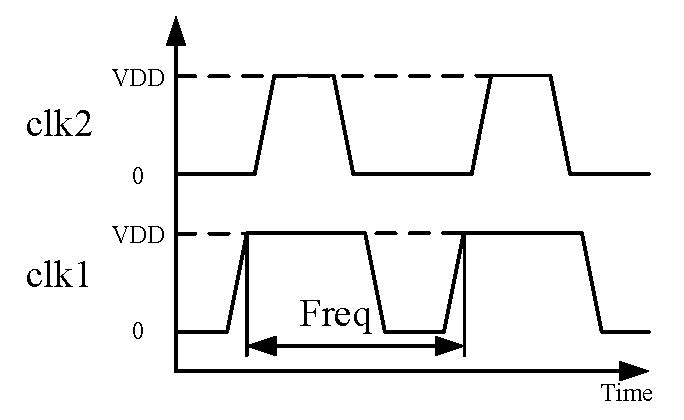 VDD
clk2
0
VDD
clk1
0
Freq
Time